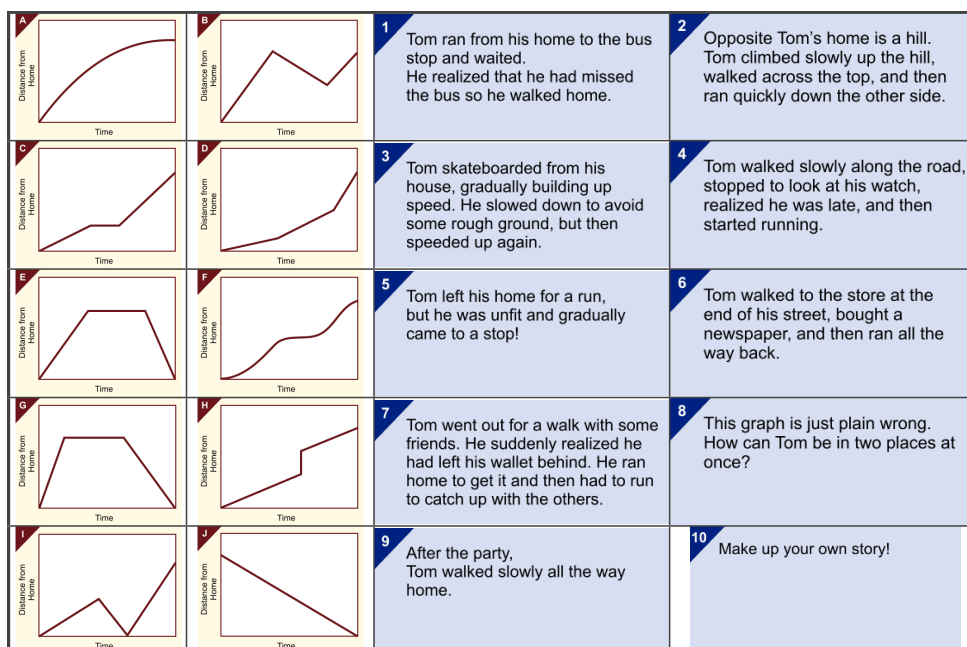 A
Distance from
Home
Time
B
Distance from
Home
Time
1
Tom ran from his home to the bus
stop and waited.
He realized that he had missed
the bus so he walked home.
2
Opposite Tom’s home is a hill.
Tom climbed slowly up the hill,
walked across the top, and then
ran quickly down the other side.
C
Distance from
Home
Time
D
Distance from
Home
Time
3
Tom skateboarded from his
house, gradually building up
speed. He slowed down to avoid
some rough ground, but then
speeded up again.
4
Tom walked slowly along the road,
stopped to look at his watch,
realized he was late, and then
started running.
E
Distance from
Home
Time
F
Distance from
Home
Time
5
Tom left his home for a run,
but he was unfit and gradually
came to a stop!
6
Tom walked to the store at the
end of his street, bought a
newspaper, and then ran all the
way back.
G
Distance from
Home
Time
H
Distance from
Home
Time
7
Tom went out for a walk with some
friends. He suddenly realized he
had left his wallet behind. He ran
home to get it and then had to run
to catch up with the others.
8
This graph is just plain wrong.
How can Tom be in two places at
once?
I
Distance from
Home
Time
J
Distance from
Home
Time
9
After the party,
Tom walked slowly all the way
home.
10
Make up your own story!